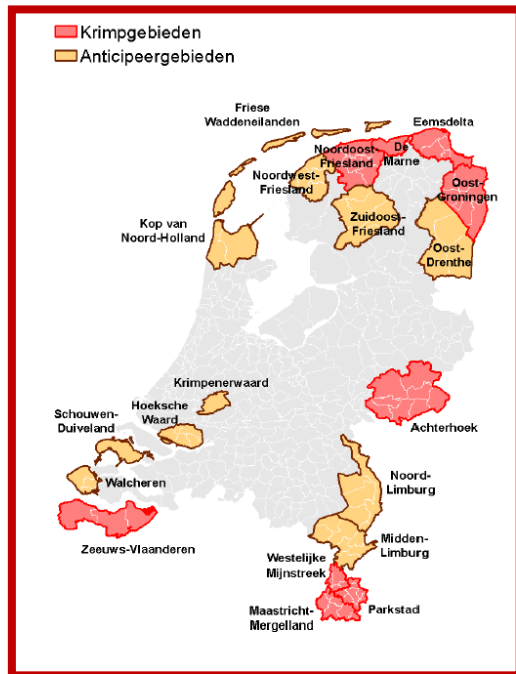 Krimpgebieden
Anticipeergebieden
Friese
Waddeneilanden
Eemsdelta
Noordoost-
Friesland
De
Marne
Noordwest-
Friesland
Oost-
Groningen
Kop van
Noord-Holland
Zuidoost-
Friesland
Oost-
Drenthe
Krimpenerwaard
Achterhoek
Hoeksche
Waard
Schouwen-
Duiveland
Walcheren
Noord-
Limburg
Zeeuws-Vlaanderen
Midden-
Limburg
Westelijke
Mijnstreek
Maastricht-
Mergelland
Parkstad